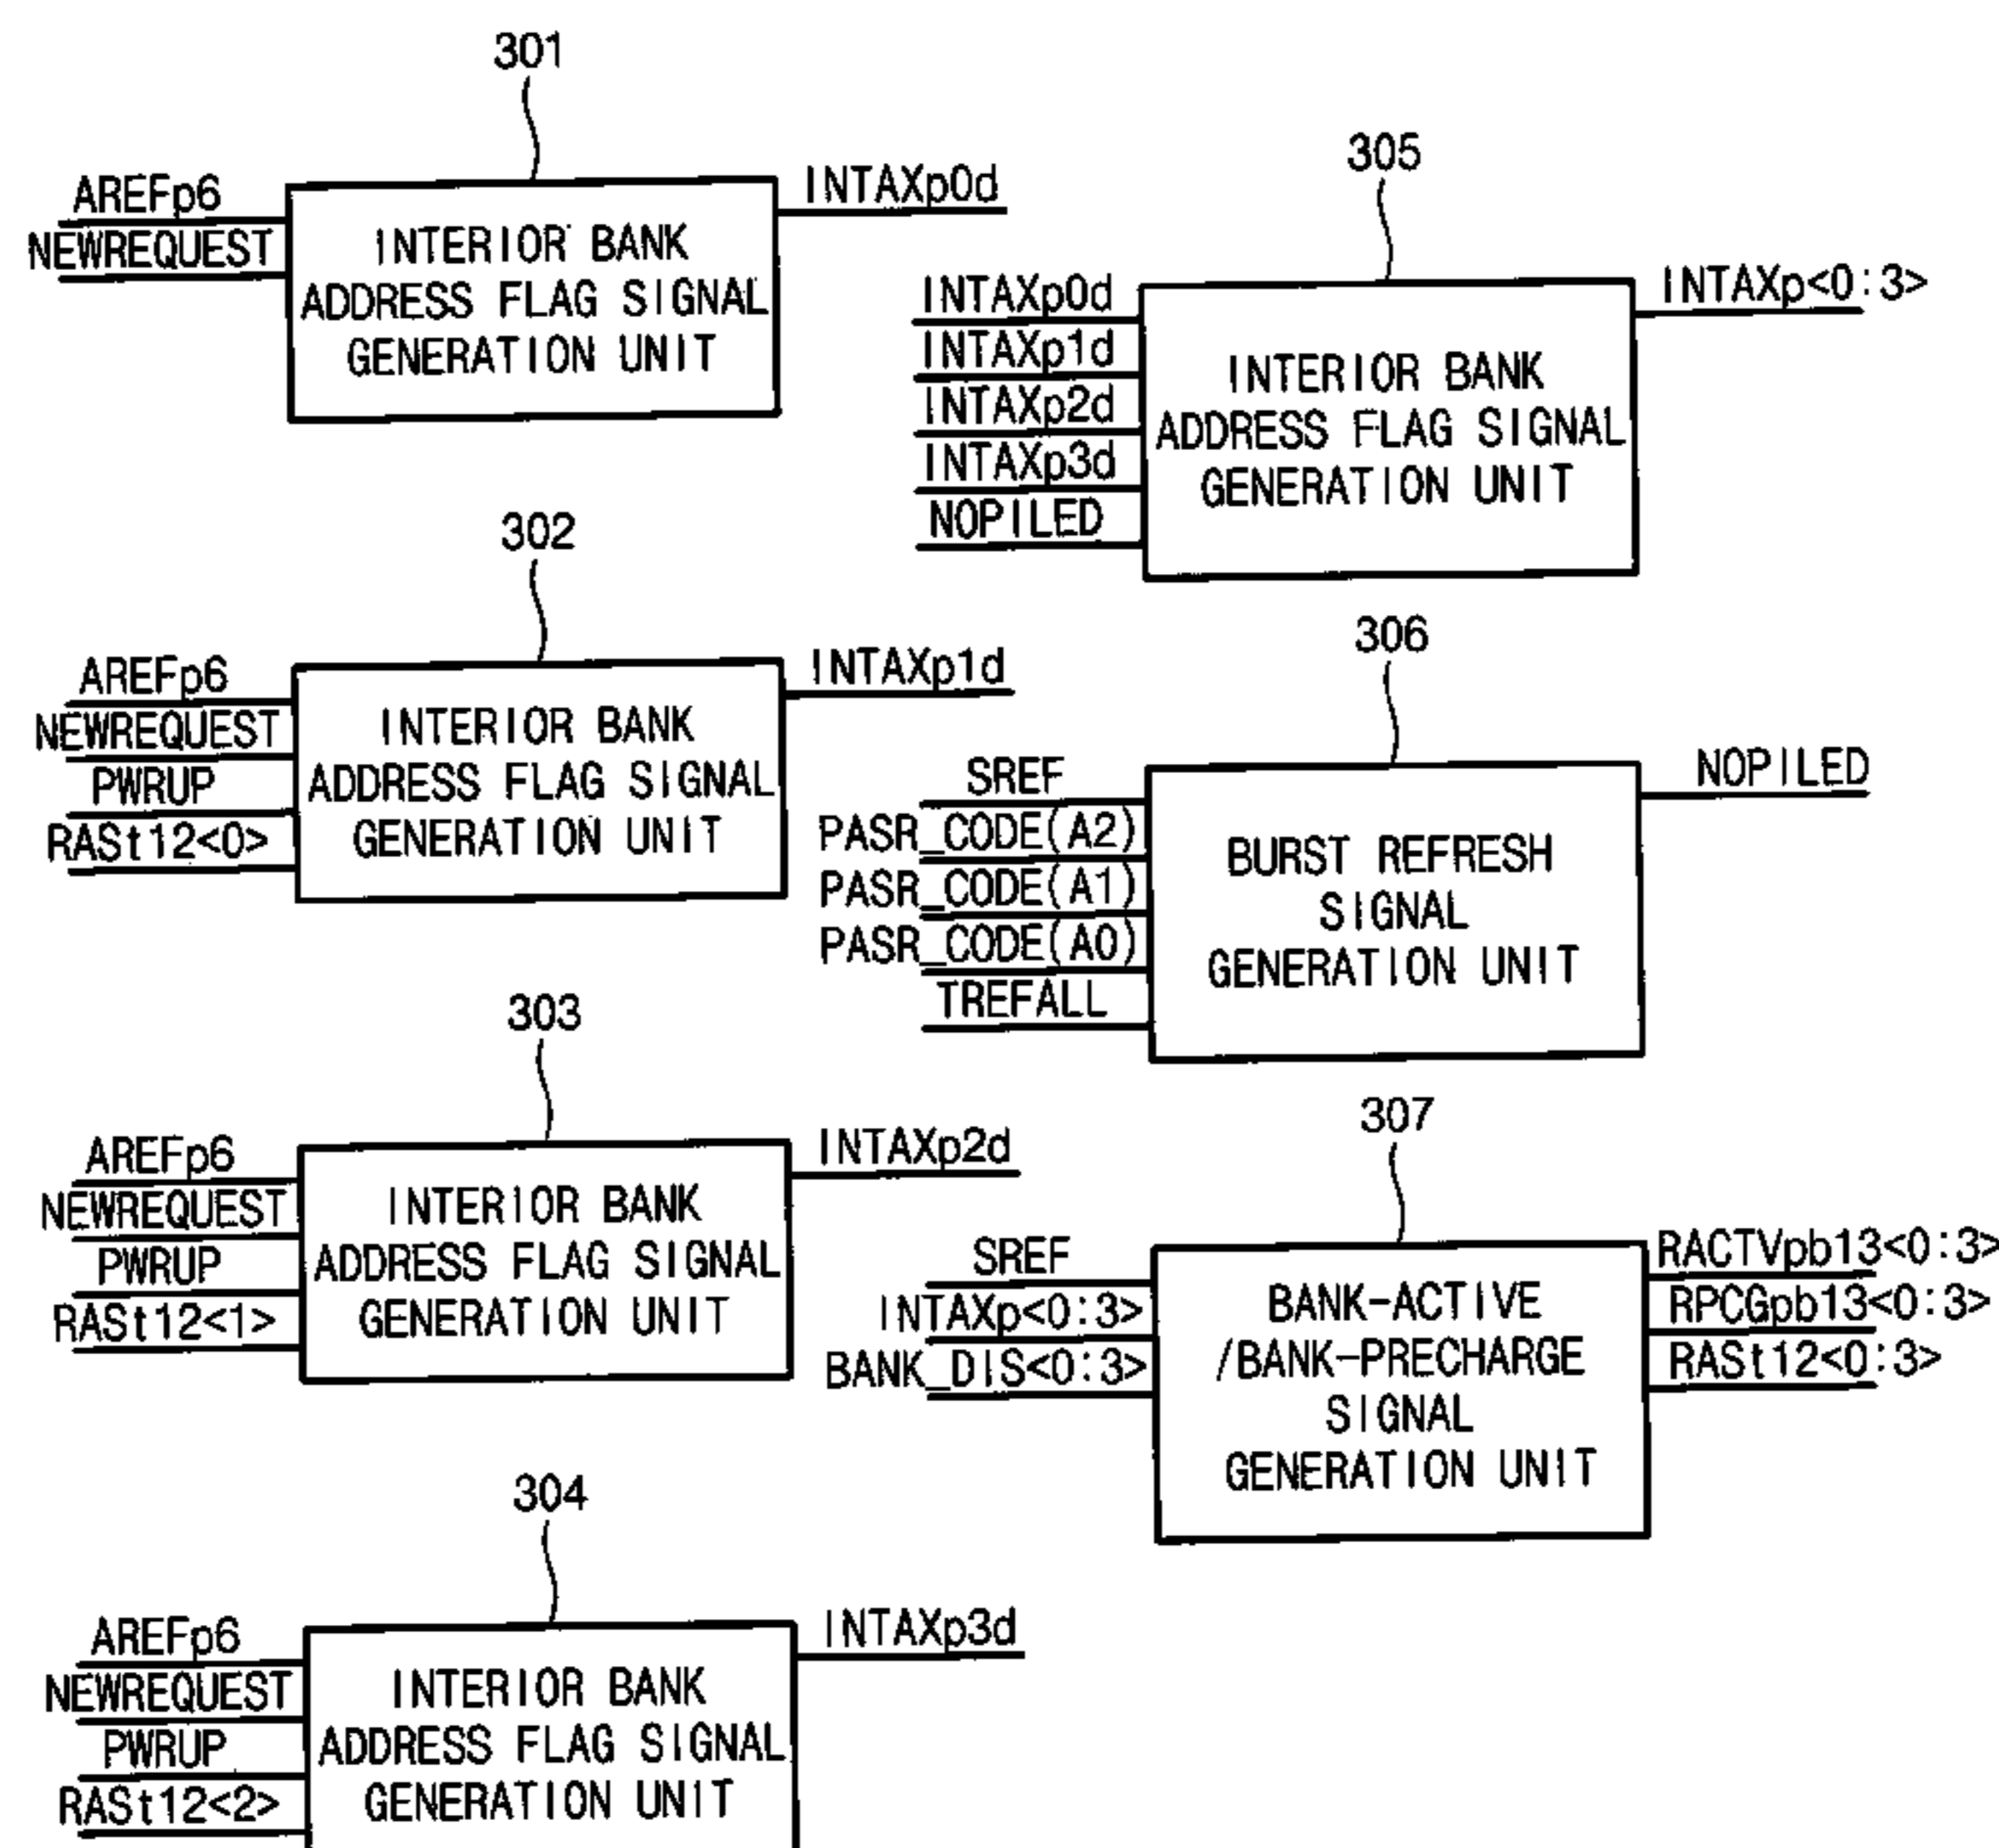 301
AREFp6
NEWREQUEST
INTERIOR BANK
ADDRESS FLAG SIGNAL
GENERATION UNIT
INTAXp0d
302
AREFp6
NEWREQUEST
PWRUP
RASt12<0>
INTERIOR BANK
ADDRESS FLAG SIGNAL
GENERATION UNIT
INTAXp1d
303
AREFp6
NEWREQUEST
PWRUP
RASt12<1>
INTERIOR BANK
ADDRESS FLAG SIGNAL
GENERATION UNIT
INTAXp2d
304
AREFp6
NEWREQUEST
PWRUP
RASt12<2>
INTERIOR BANK
ADDRESS FLAG SIGNAL
GENERATION UNIT
INTAXp3d
305
INTAXp0d
INTAXp1d
INTAXp2d
INTAXp3d
NOPILED
INTERIOR BANK
ADDRESS FLAG SIGNAL
GENERATION UNIT
INTAXp<0:3>
306
SREF
PASR_CODE(A2)
PASR_CODE(A1)
PASR_CODE(A0)
TREFALL
BURST REFRESH
SIGNAL
GENERATION UNIT
NOPILED
307
SREF
INTAXp<0:3>
BANK_DIS<0:3>
BANK-ACTIVE
/BANK-PRECHARGE
SIGNAL
GENERATION UNIT
RACTVpb13<0:3>
RPCGpb13<0:3>
RASt12<0:3>